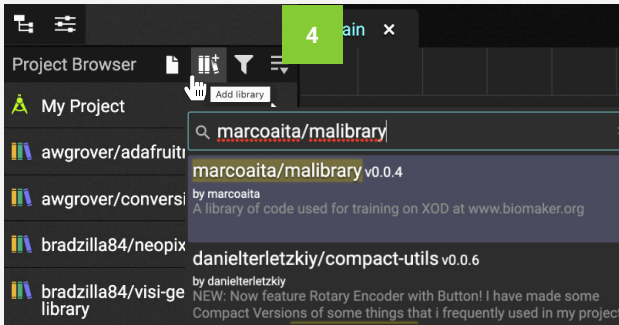 4
ain
Project Browser
Add library
My Project
marcoaita/malibrary
awgrover/adafruitn
marcoaita/malibrary v0.0.4
by marcoaita
A library of code used for training on XOD at www.biomaker.org
awgrover/conversi
bradzilla84/neopix
danielterletzkiy/compact-utils v0.0.6
by danielterletzkiy
bradzilla84/visi-ge
library
NEW: Now feature Rotary Encoder with Button! I have made some
Compact Versions of some things that i frequently used in my project